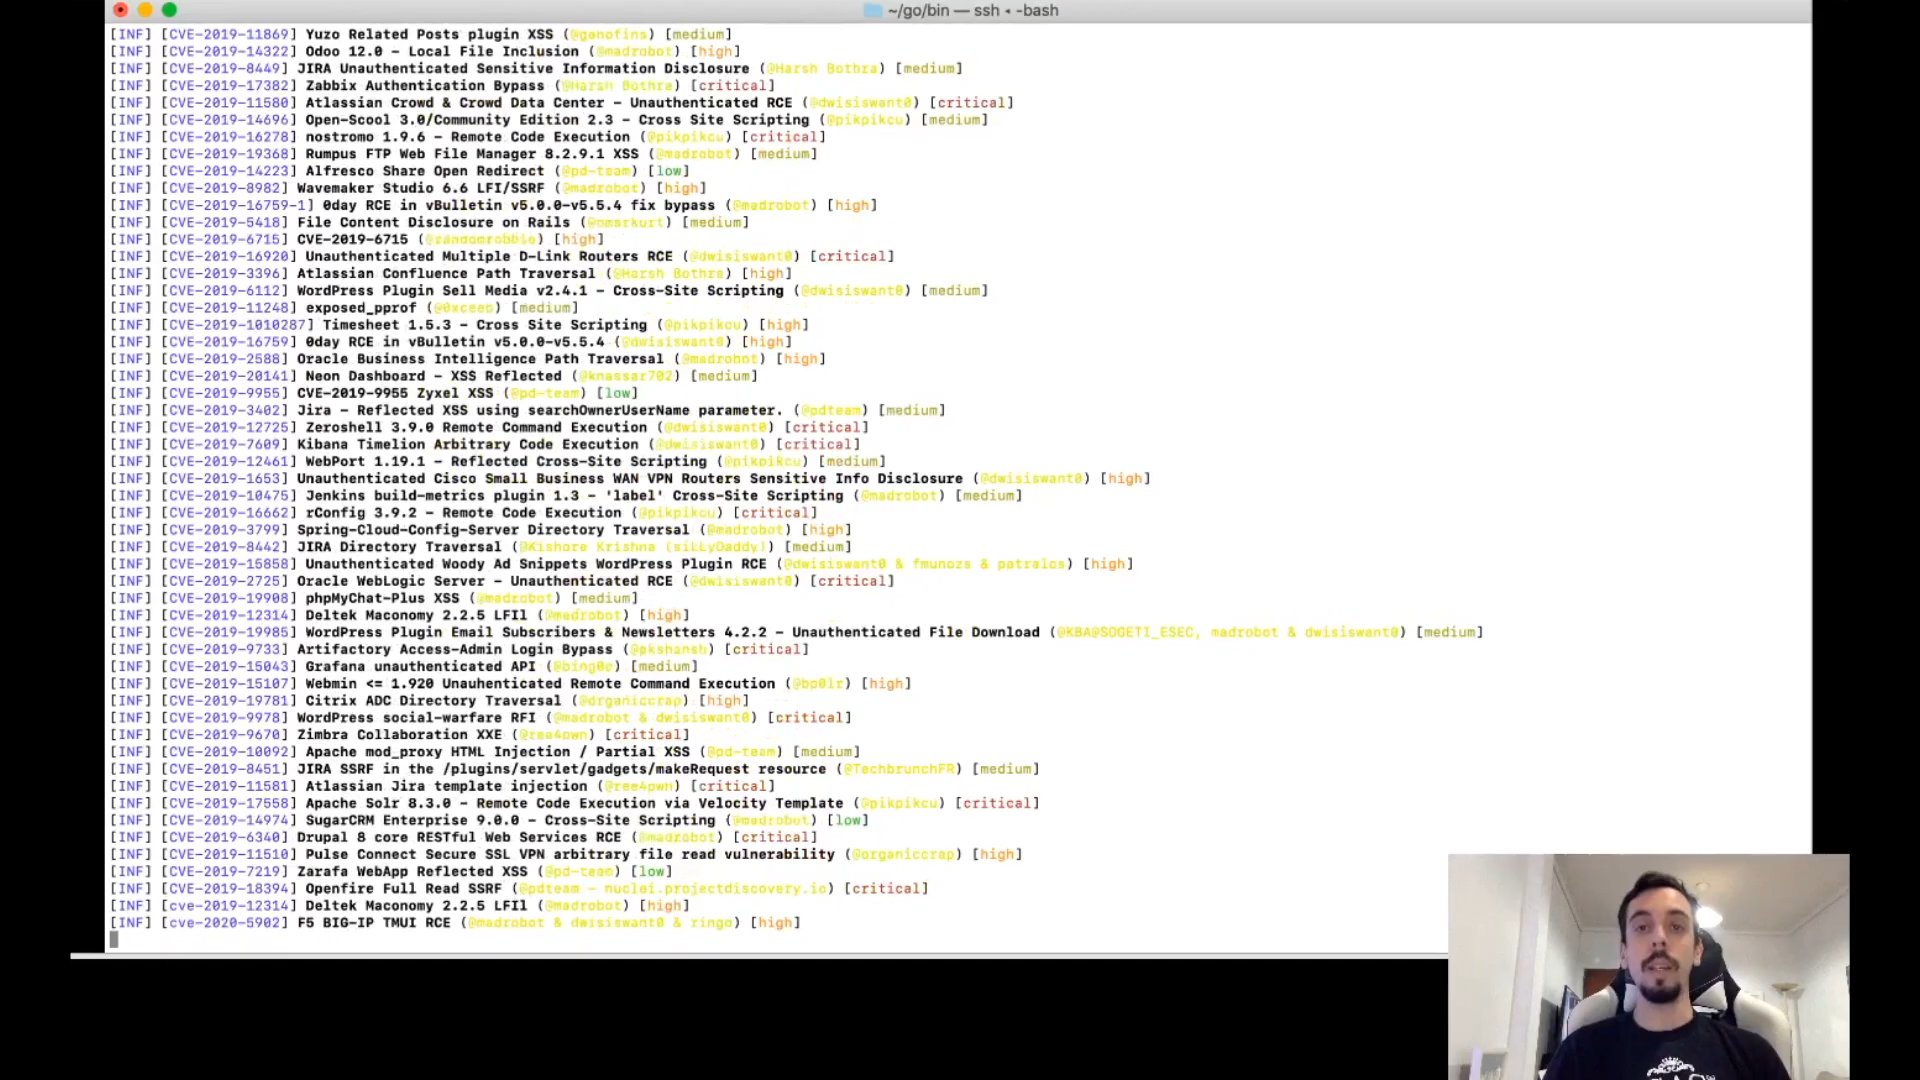 ~/go/bin — ssh ◂ -bash
[INF] [CVE-2019-11869] Yuzo Related Posts plugin XSS (@ganofins) [medium]
[INF] [CVE-2019-14322] Odoo 12.0 - Local File Inclusion (@madrobot) [high]
[INF] [CVE-2019-8449] JIRA Unauthenticated Sensitive Information Disclosure (@Harsh Bothra) [medium]
[INF] [CVE-2019-17382] Zabbix Authentication Bypass (@Harsh Bothra) [critical]
[INF] [CVE-2019-11580] Atlassian Crowd & Crowd Data Center - Unauthenticated RCE (@dwisiswant0) [critical]
[INF] [CVE-2019-14696] Open-Scool 3.0/Community Edition 2.3 - Cross Site Scripting (@pikpikcu) [medium]
[INF] [CVE-2019-16278] nostromo 1.9.6 - Remote Code Execution (@pikpikcu) [critical]
[INF] [CVE-2019-19368] Rumpus FTP Web File Manager 8.2.9.1 XSS (@madrobot) [medium]
[INF] [CVE-2019-14223] Alfresco Share Open Redirect (@pd-team) [low]
[INF] [CVE-2019-8982] Wavemaker Studio 6.6 LFI/SSRF (@madrobot) [high]
[INF] [CVE-2019-16759-1] 0day RCE in vBulletin v5.0.0-v5.5.4 fix bypass (@madrobot) [high]
[INF] [CVE-2019-5418] File Content Disclosure on Rails (@omarkurt) [medium]
[INF] [CVE-2019-6715] CVE-2019-6715 (@randomrobbie) [high]
[INF] [CVE-2019-16920] Unauthenticated Multiple D-Link Routers RCE (@dwisiswant0) [critical]
[INF] [CVE-2019-3396] Atlassian Confluence Path Traversal (@Harsh Bothra) [high]
[INF] [CVE-2019-6112] WordPress Plugin Sell Media v2.4.1 - Cross-Site Scripting (@dwisiswant0) [medium]
[INF] [CVE-2019-11248] exposed_pprof (@0xceeb) [medium]
[INF] [CVE-2019-1010287] Timesheet 1.5.3 - Cross Site Scripting (@pikpikcu) [high]
[INF] [CVE-2019-16759] 0day RCE in vBulletin v5.0.0-v5.5.4 (@dwisiswant0) [high]
[INF] [CVE-2019-2588] Oracle Business Intelligence Path Traversal (@madrobot) [high]
[INF] [CVE-2019-20141] Neon Dashboard - XSS Reflected (@knassar702) [medium]
[INF] [CVE-2019-9955] CVE-2019-9955 Zyxel XSS (@pd-team) [low]
[INF] [CVE-2019-3402] Jira - Reflected XSS using searchOwnerUserName parameter. (@pdteam) [medium]
[INF] [CVE-2019-12725] Zeroshell 3.9.0 Remote Command Execution (@dwisiswant0) [critical]
[INF] [CVE-2019-7609] Kibana Timelion Arbitrary Code Execution (@dwisiswant0) [critical]
[INF] [CVE-2019-12461] WebPort 1.19.1 - Reflected Cross-Site Scripting (@pikpikcu) [medium]
[INF] [CVE-2019-1653] Unauthenticated Cisco Small Business WAN VPN Routers Sensitive Info Disclosure (@dwisiswant0) [high]
[INF] [CVE-2019-10475] Jenkins build-metrics plugin 1.3 - 'label' Cross-Site Scripting (@madrobot) [medium]
[INF] [CVE-2019-16662] rConfig 3.9.2 - Remote Code Execution (@pikpikcu) [critical]
[INF] [CVE-2019-3799] Spring-Cloud-Config-Server Directory Traversal (@madrobot) [high]
[INF] [CVE-2019-8442] JIRA Directory Traversal (@Kishore Krishna (siLLyDaddy)) [medium]
[INF] [CVE-2019-15858] Unauthenticated Woody Ad Snippets WordPress Plugin RCE (@dwisiswant0 & fmunozs & patralos) [high]
[INF] [CVE-2019-2725] Oracle WebLogic Server - Unauthenticated RCE (@dwisiswant0) [critical]
[INF] [CVE-2019-19908] phpMyChat-Plus XSS (@madrobot) [medium]
[INF] [CVE-2019-12314] Deltek Maconomy 2.2.5 LFIl (@madrobot) [high]
[INF] [CVE-2019-19985] WordPress Plugin Email Subscribers & Newsletters 4.2.2 - Unauthenticated File Download (@KBA@SOGETI_ESEC, madrobot & dwisiswant0) [medium]
[INF] [CVE-2019-9733] Artifactory Access-Admin Login Bypass (@pkshansh) [critical]
[INF] [CVE-2019-15043] Grafana unauthenticated API (@bing0o) [medium]
[INF] [CVE-2019-15107] Webmin <= 1.920 Unauhenticated Remote Command Execution (@bp0lr) [high]
[INF] [CVE-2019-19781] Citrix ADC Directory Traversal (@organiccrap) [high]
[INF] [CVE-2019-9978] WordPress social-warfare RFI (@madrobot & dwisiswant0) [critical]
[INF] [CVE-2019-9670] Zimbra Collaboration XXE (@ree4pwn) [critical]
[INF] [CVE-2019-10092] Apache mod_proxy HTML Injection / Partial XSS (@pd-team) [medium]
[INF] [CVE-2019-8451] JIRA SSRF in the /plugins/servlet/gadgets/makeRequest resource (@TechbrunchFR) [medium]
[INF] [CVE-2019-11581] Atlassian Jira template injection (@ree4pwn) [critical]
[INF] [CVE-2019-17558] Apache Solr 8.3.0 - Remote Code Execution via Velocity Template (@pikpikcu) [critical]
[INF] [CVE-2019-14974] SugarCRM Enterprise 9.0.0 - Cross-Site Scripting (@madrobot) [low]
[INF] [CVE-2019-6340] Drupal 8 core RESTful Web Services RCE (@madrobot) [critical]
[INF] [CVE-2019-11510] Pulse Connect Secure SSL VPN arbitrary file read vulnerability (@organiccrap) [high]
[INF] [CVE-2019-7219] Zarafa WebApp Reflected XSS (@pd-team) [low]
[INF] [CVE-2019-18394] Openfire Full Read SSRF (@pdteam - nuclei.projectdiscovery.io) [critical]
[INF] [cve-2019-12314] Deltek Maconomy 2.2.5 LFIl (@madrobot) [high]
[INF] [cve-2020-5902] F5 BIG-IP TMUI RCE (@madrobot & dwisiswant0 & ringo) [high]